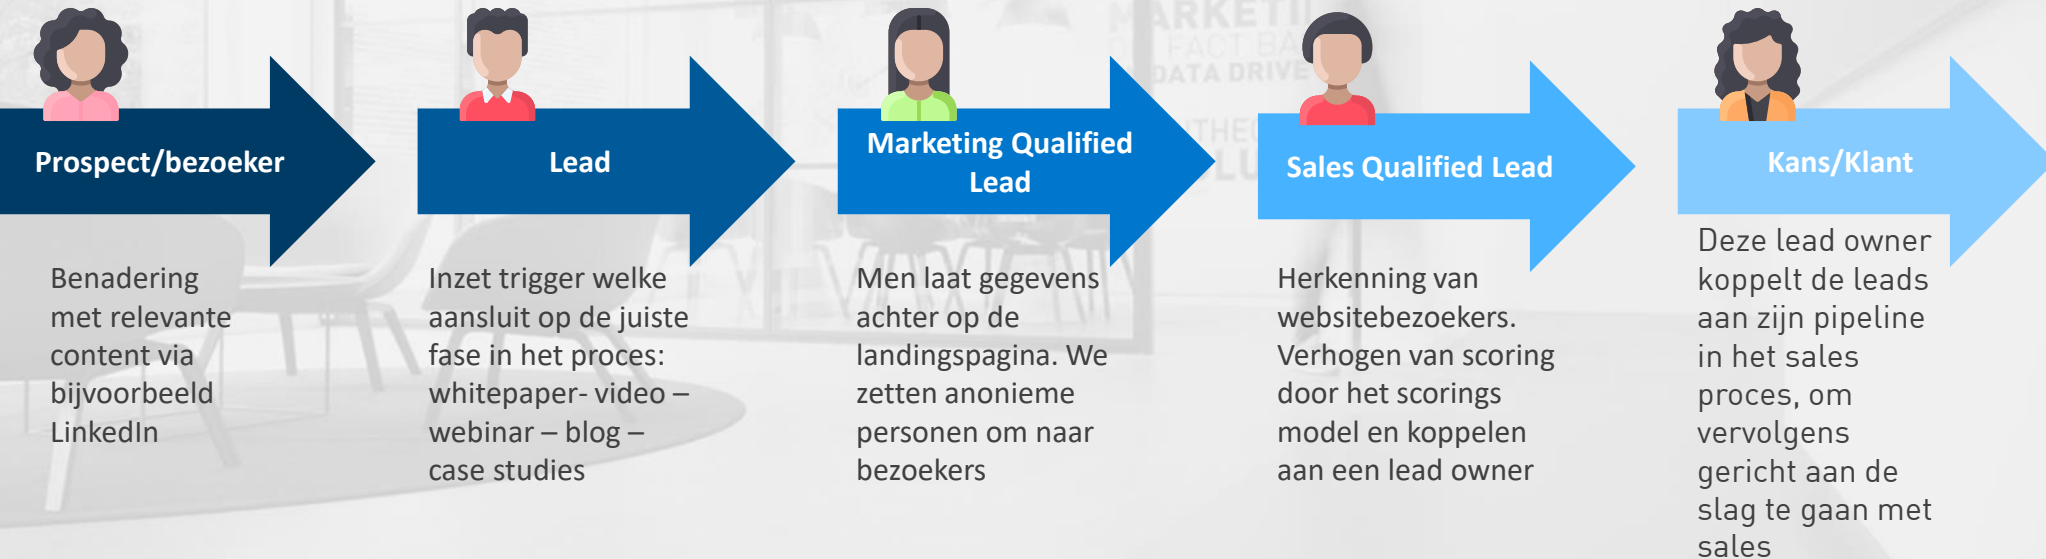 Prospect/bezoeker
Benadering
met relevante
content via
bijvoorbeeld
LinkedIn
Lead
Inzet trigger welke
aansluit op de juiste
fase in het proces:
whitepaper- video –
webinar – blog –
case studies
Marketing Qualified
Lead
Men laat gegevens
achter op de
landingspagina. We
zetten anonieme
personen om naar
bezoekers
Sales Qualified Lead
Herkenning van
websitebezoekers.
Verhogen van scoring
door het scorings
model en koppelen
aan een lead owner
Kans/Klant
Deze lead owner
koppelt de leads
aan zijn pipeline
in het sales
proces, om
vervolgens
gericht aan de
slag te gaan met
sales
FACT
DATA